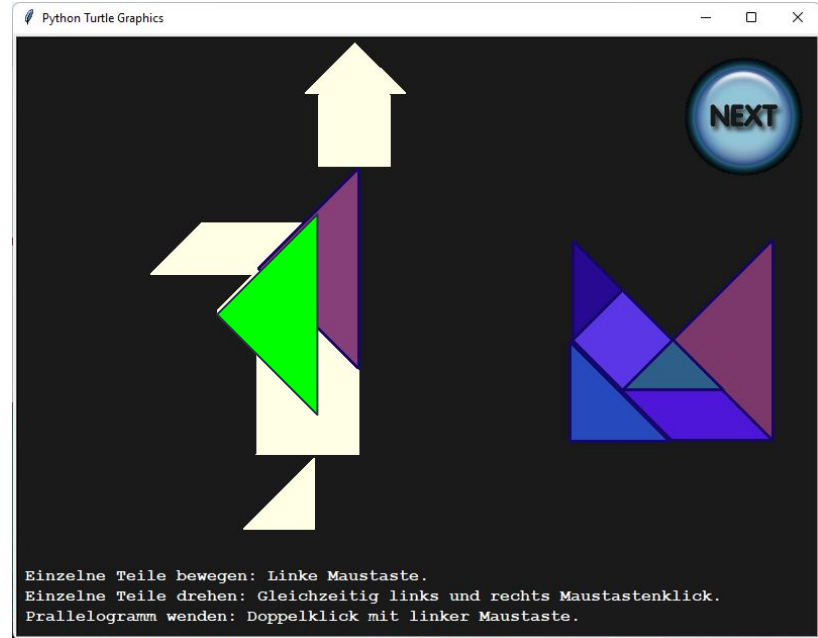 Python Turtle Graphics
NEXT
Einzelne Teile bewegen: Linke Maustaste.
Einzelne Teile drehen: Gleichzeitig links und rechts Maustastenklick.
Prallelogramm wenden: Doppelklick mit linker Maustaste.